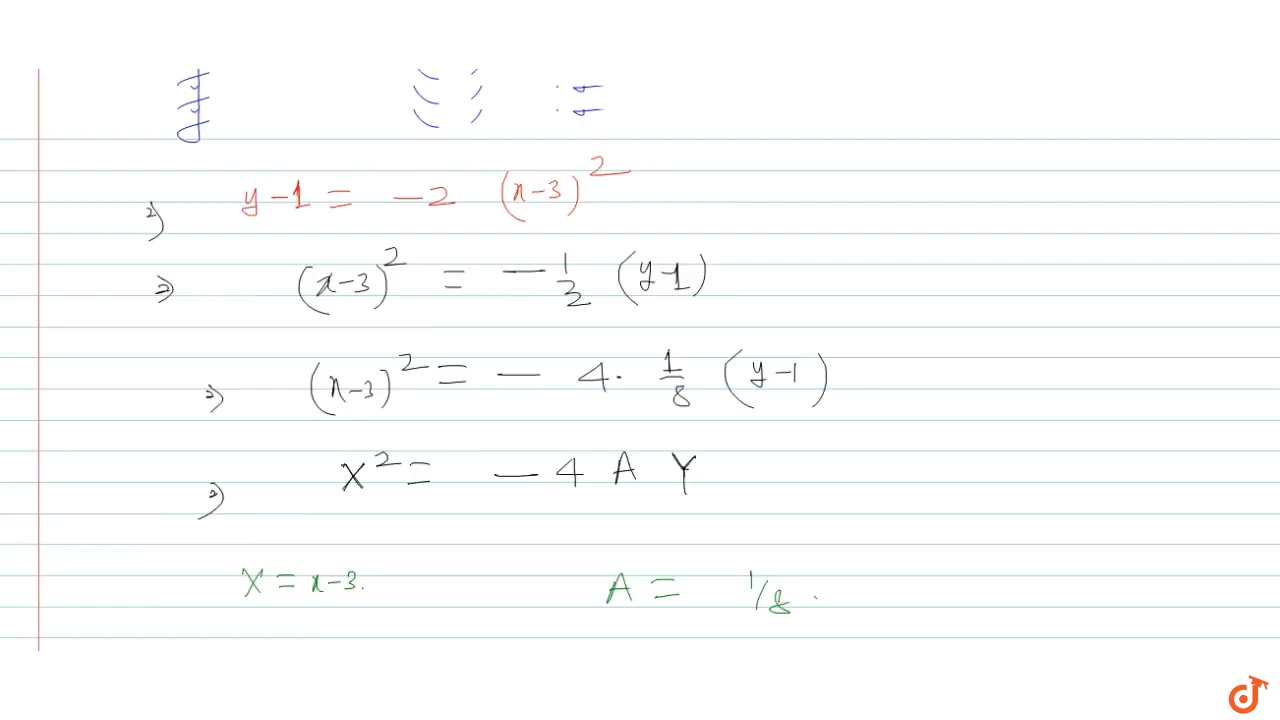 ⇒ y-1 = -2 (x-3)²
⇒ (x-3)² = -1/2 (y-1)
⇒ (x-3)² = - 4. 1/8 (y-1)
⇒ X² = -4 A Y
X = x-3. A = 1/8.